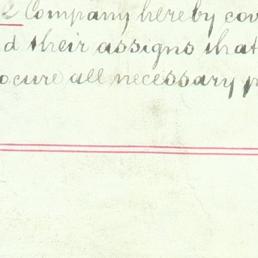 Company hereby cov
d their assigns that
ocure all necessary p